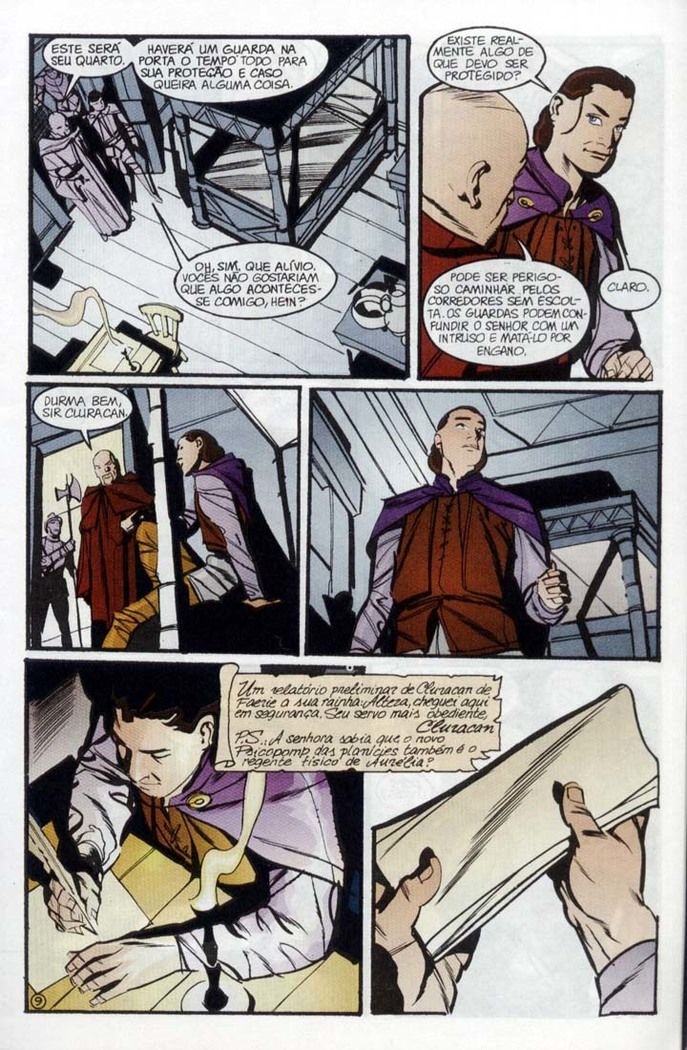 ESTE SERÁ
SEU QUARTO.
HAVERÁ UM GUARDA NA
PORTA O TEMPO TODO PARA
SUA PROTEÇÃO E CASO
QUEIRA ALGUMA COISA.
OH, SIM. QUE ALÍVIO.
VOCÊS NÃO GOSTARIAM
QUE ALGO ACONTECES-
SE COMIGO, HEIN?
EXISTE REAL-
MENTE ALGO DE
QUE DEVO SER
PROTEGIDO?
PODE SER PERIGO-
SO CAMINHAR PELOS
CORREDORES SEM ESCOL-
TA. OS GUARDAS PODEM CON-
FUNDIR O SENHOR COM UM
INTRUSO E MATÁ-LO POR
ENGANO.
CLARO.
DURMA BEM,
SIR CLURACAN.
Um relatório preliminar de Cluracan de
Faerie a sua rainha: Alteza, cheguei aqui
em segurança. Seu servo mais obediente,
Cluracan
P.S.: A senhora sabia que o novo
Psicopomp das planícies também é o
regente físico de Aurélia?
9